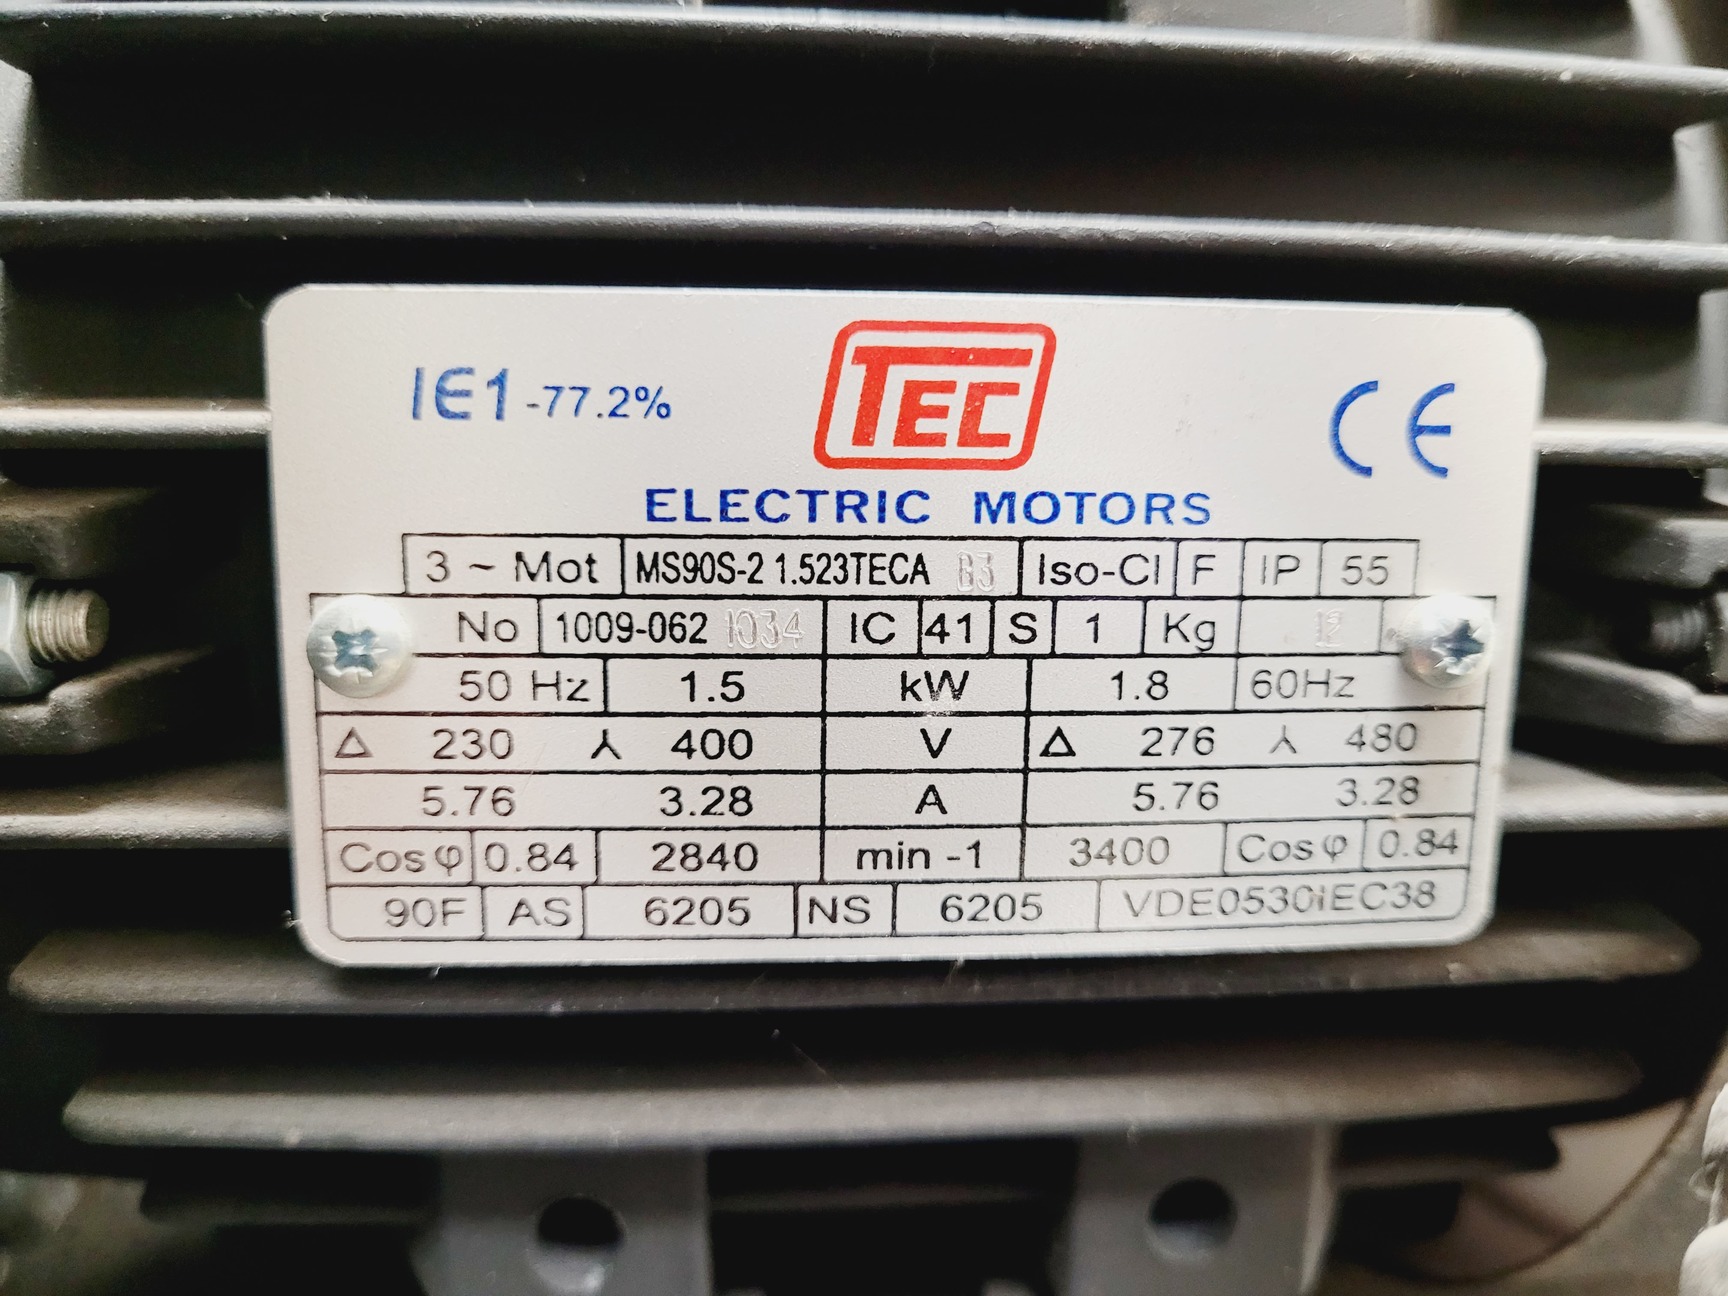 IE1 -77.2%
TEC
CE
ELECTRIC MOTORS
3 ~ Mot MS90S-2 1.523TECA B3 Iso-Cl F IP 55
No 1009-062 1034 IC 41 S 1 Kg
50 Hz 1.5 kW 1.8 60Hz
Δ 230 ⅄ 400 V Δ 276 ⅄ 480
5.76 3.28 A 5.76 3.28
Cos φ 0.84 2840 min -1 3400 Cos φ 0.84
90F AS 6205 NS 6205 VDE0530IEC38